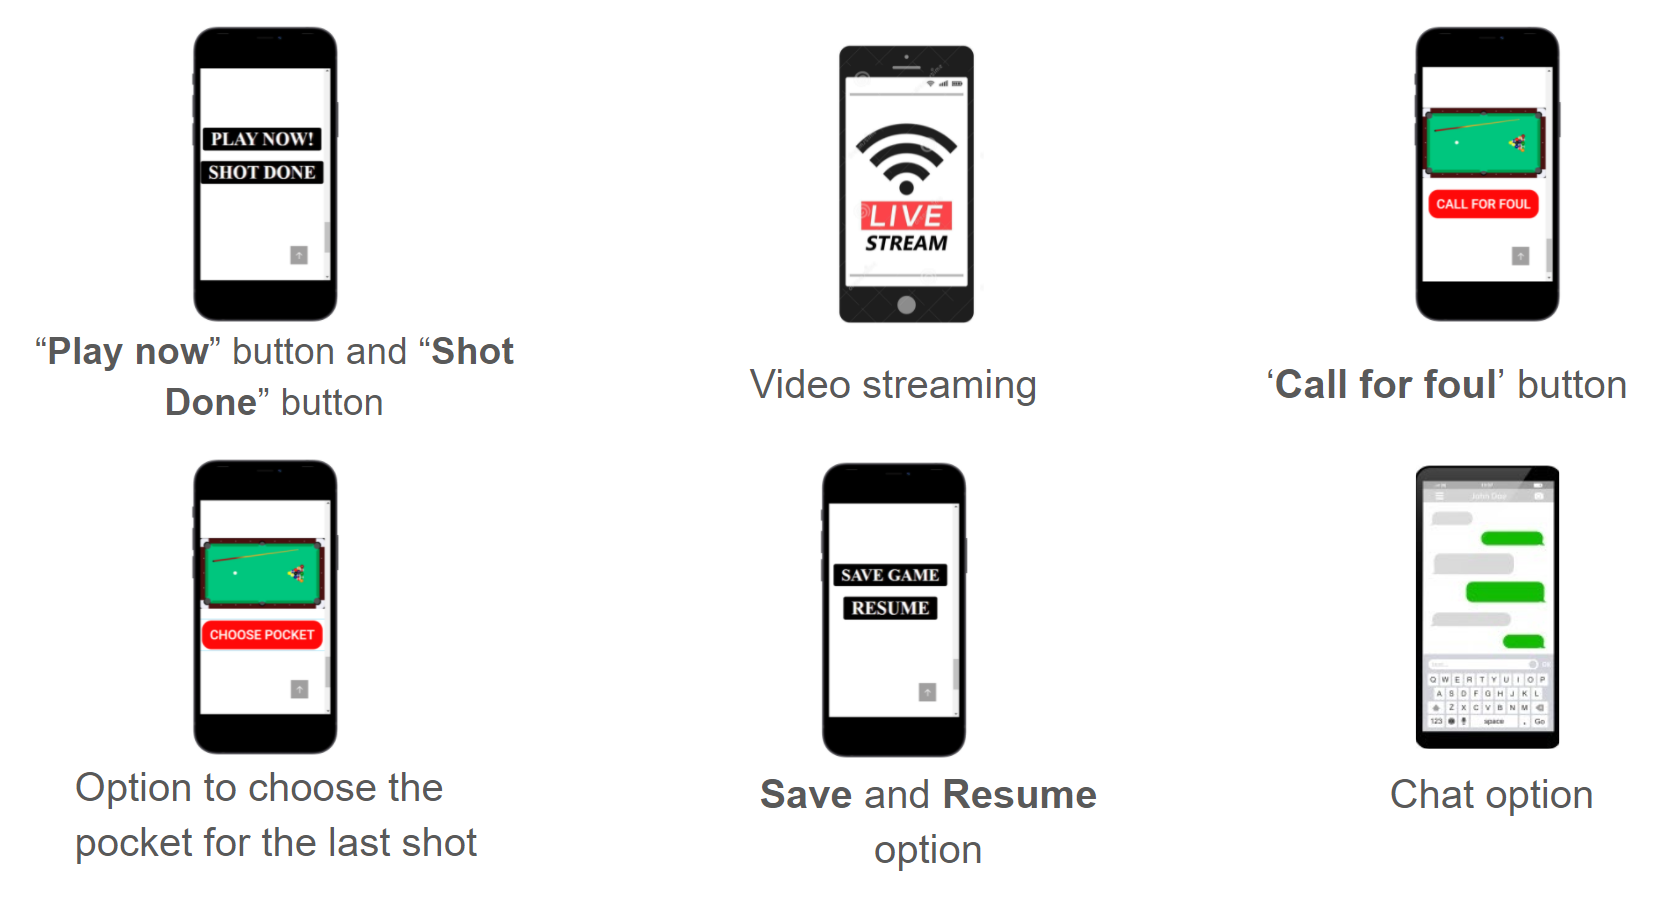 PLAY NOW!
SHOT DONE
LIVE
STREAM
CALL FOR FOUL
“Play now” button and “Shot
Done” button
Video streaming
‘Call for foul’ button
CHOOSE POCKET
SAVE GAME
RESUME
John Doe
Q W E R T Y U I O P
A S D F G H J K L
Z X C V B N M
123 space , Go
Option to choose the
pocket for the last shot
Save and Resume
option
Chat option